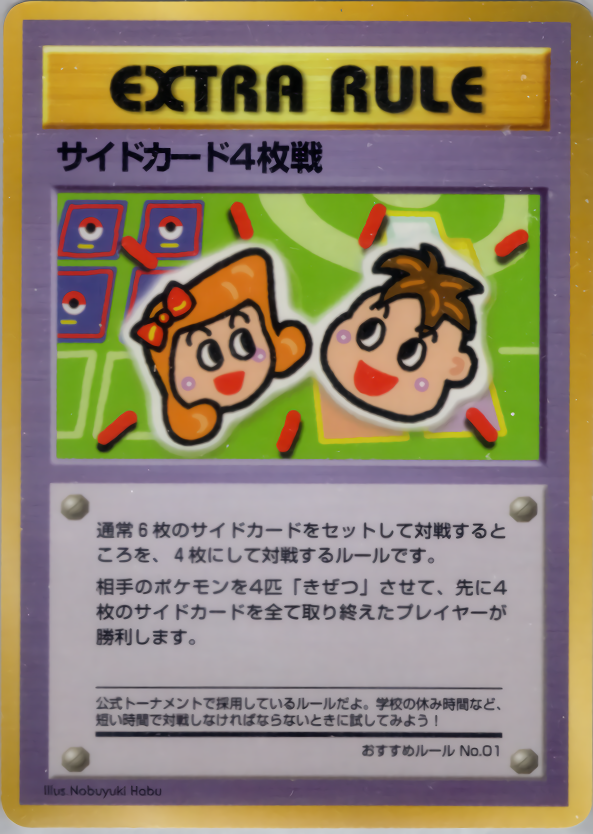 EXTRA RULE
サイドカード4枚戦
通常6枚のサイドカードをセットして対戦すると
ころを、4枚にして対戦するルールです。
相手のポケモンを4匹「きぜつ」させて、先に4
枚のサイドカードを全て取り終えたプレイヤーが
勝利します。
公式トーナメントで採用しているルールだよ。学校の休み時間など、
短い時間で対戦しなければならないときに試してみよう！
おすすめルール No.01
Illus.Nobuyuki Habu